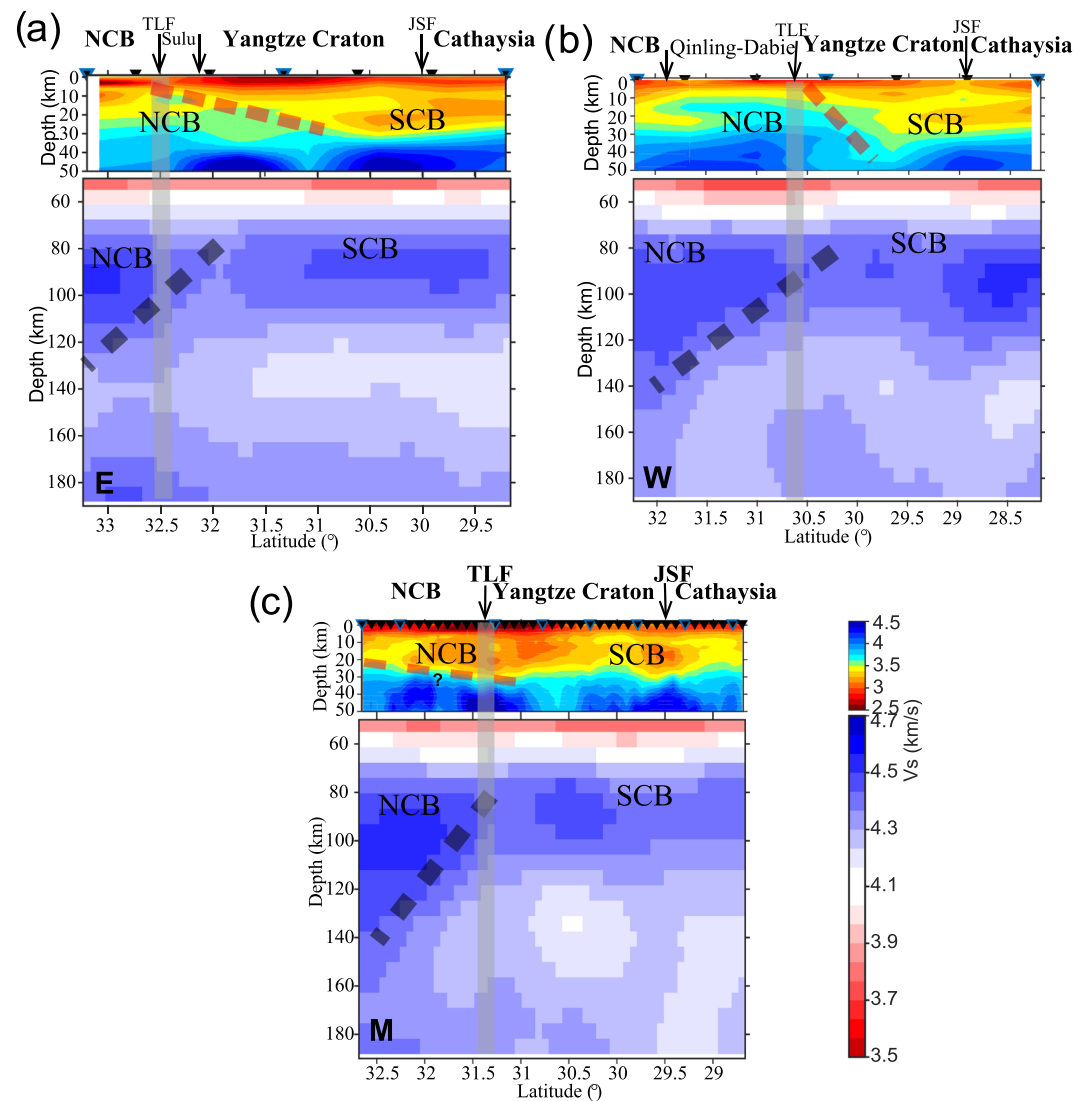 (a)
TLF
JSF
NCB Sulu Yangtze Craton Cathaysia
Depth (km)
0
10
20
30
40
50
NCB
SCB
Depth (km)
60
80
100
120
140
160
180
NCB
SCB
E
33 32.5 32 31.5 31 30.5 30 29.5
Latitude (°)
(b)
TLF
JSF
NCB Qinling-Dabie Yangtze Craton Cathaysia
Depth (km)
0
10
20
30
40
50
NCB
SCB
Depth (km)
60
80
100
120
140
160
180
NCB
SCB
W
32 31.5 31 30.5 30 29.5 29 28.5
Latitude (°)
(c)
TLF JSF
NCB Yangtze Craton Cathaysia
Depth (km)
0
10
20
30
40
50
NCB
SCB
?
Depth (km)
60
80
100
120
140
160
180
NCB
SCB
M
32.5 32 31.5 31 30.5 30 29.5 29
Latitude (°)
4.5
4
3.5
3
2.5
4.7
4.5
4.3
4.1
3.9
3.7
3.5
Vs (km/s)